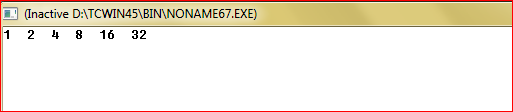 (Inactive D:\TCWIN45\BIN\NONAME67.EXE)
1 2 4 8 16 32